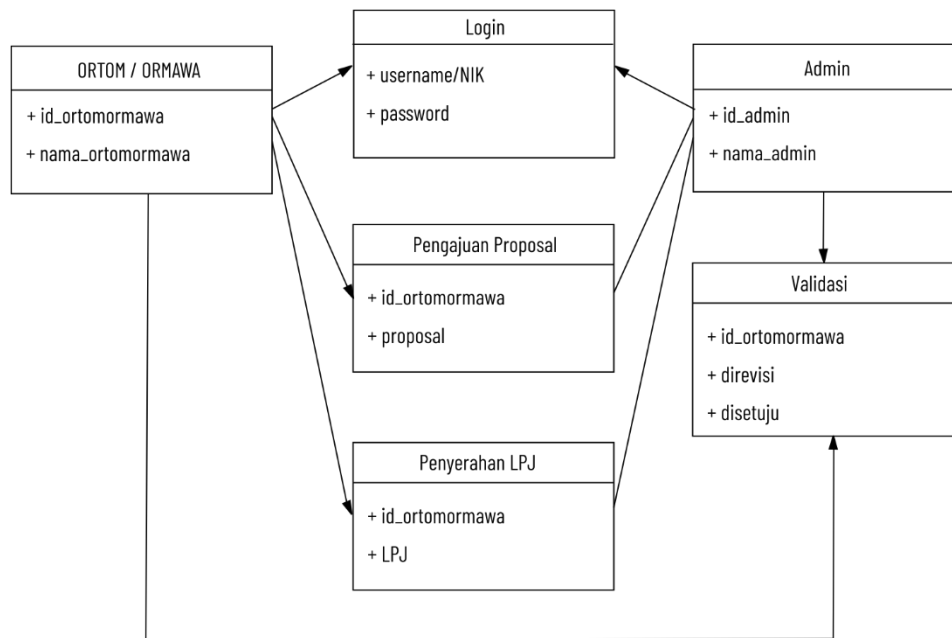 ORTOM / ORMAWA
+ id_ortomormawa
+ nama_ortomormawa
Login
+ username/NIK
+ password
Admin
+ id_admin
+ nama_admin
Pengajuan Proposal
+ id_ortomormawa
+ proposal
Validasi
+ id_ortomormawa
+ direvisi
+ disetuju
Penyerahan LPJ
+ id_ortomormawa
+ LPJ